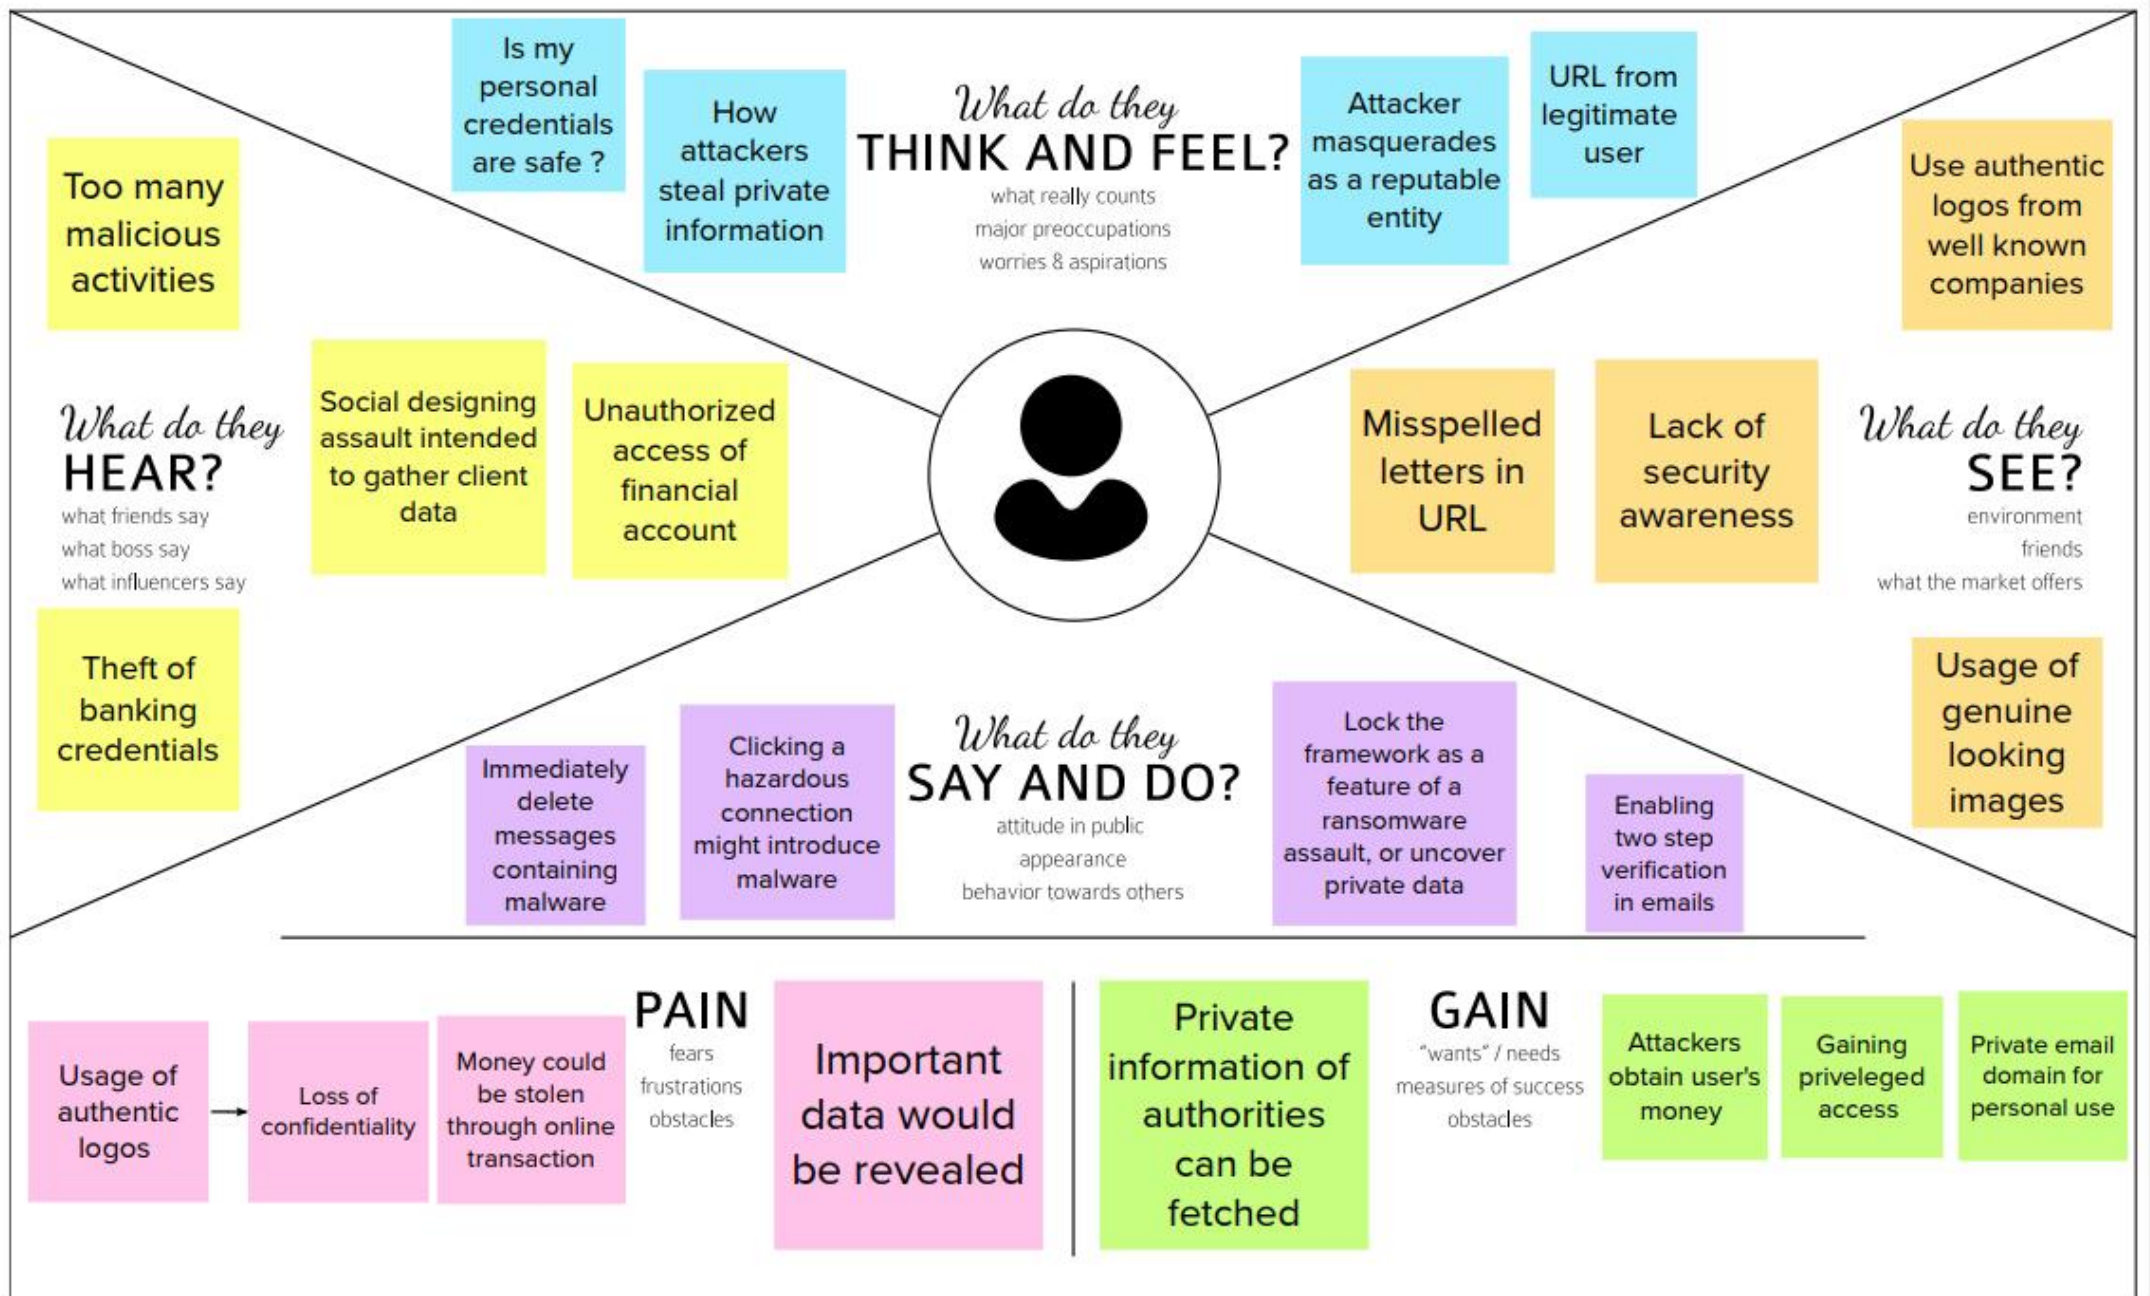 Is my
personal
credentials
are safe ?
How
attackers
steal private
information
What do they
THINK AND FEEL?
what really counts
major preoccupations
worries & aspirations
Attacker
masquerades
as a reputable
entity
URL from
legitimate
user
Too many
malicious
activities
Social designing
assault intended
to gather client
data
Unauthorized
access of
financial
account
What do they
HEAR?
what friends say
what boss say
what influencers say
Theft of
banking
credentials
Use authentic
logos from
well known
companies
Misspelled
letters in
URL
Lack of
security
awareness
What do they
SEE?
environment
friends
what the market offers
Usage of
genuine
looking
images
Immediately
delete
messages
containing
malware
Clicking a
hazardous
connection
might introduce
malware
What do they
SAY AND DO?
attitude in public
appearance
behavior towards others
Lock the
framework as a
feature of a
ransomware
assault, or uncover
private data
Enabling
two step
verification
in emails
Usage of
authentic
logos
Loss of
confidentiality
Money could
be stolen
through online
transaction
PAIN
fears
frustrations
obstacles
Important
data would
be revealed
Private
information of
authorities
can be
fetched
GAIN
"wants" / needs
measures of success
obstacles
Attackers
obtain user's
money
Gaining
priveleged
access
Private email
domain for
personal use